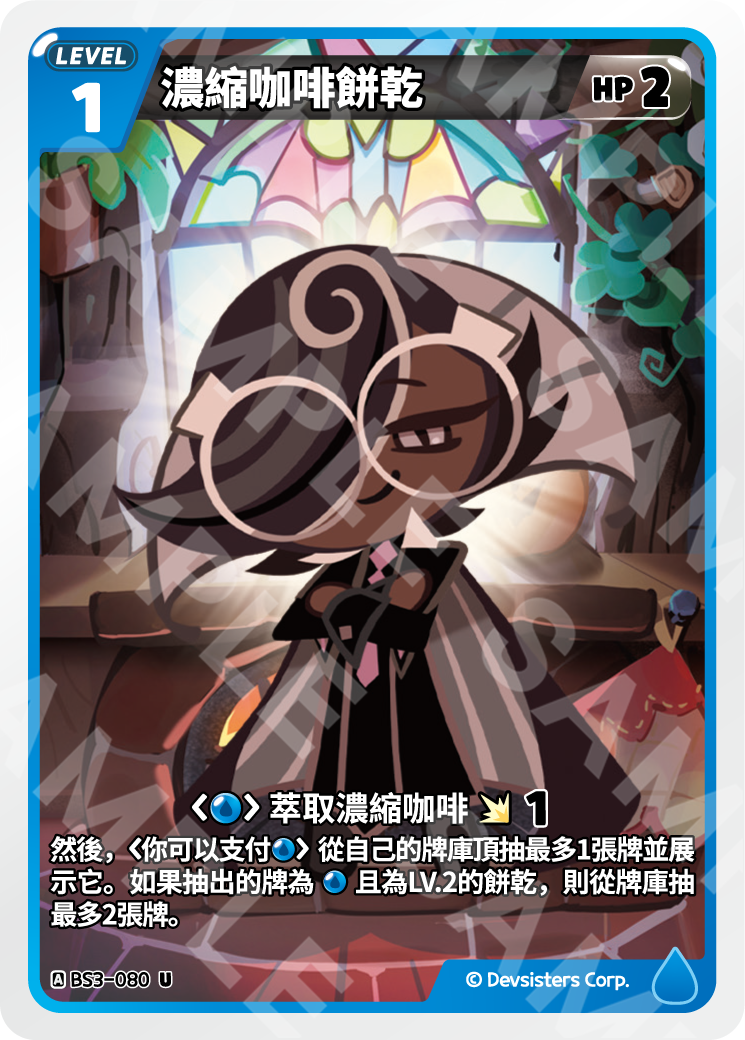 LEVEL
1
濃縮咖啡餅乾
HP 2
SAMPLE
〈💧〉 萃取濃縮咖啡 1
然後，〈你可以支付💧〉從自己的牌庫頂抽最多1張牌並展
示它。如果抽出的牌為 💧 且為LV.2的餅乾，則從牌庫抽
最多2張牌。
A BS3-080 U
© Devsisters Corp.